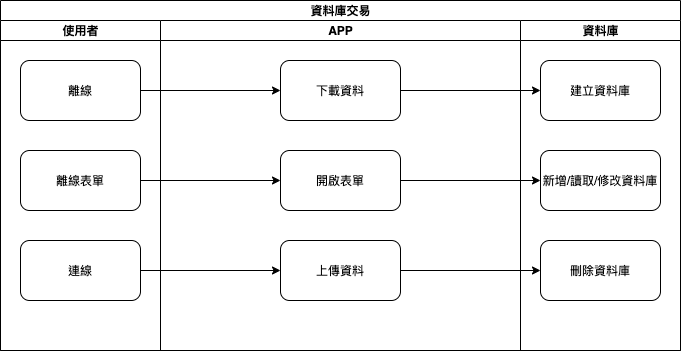 資料庫交易
使用者
APP
資料庫
離線
下載資料
建立資料庫
離線表單
開啟表單
新增/讀取/修改資料庫
連線
上傳資料
刪除資料庫